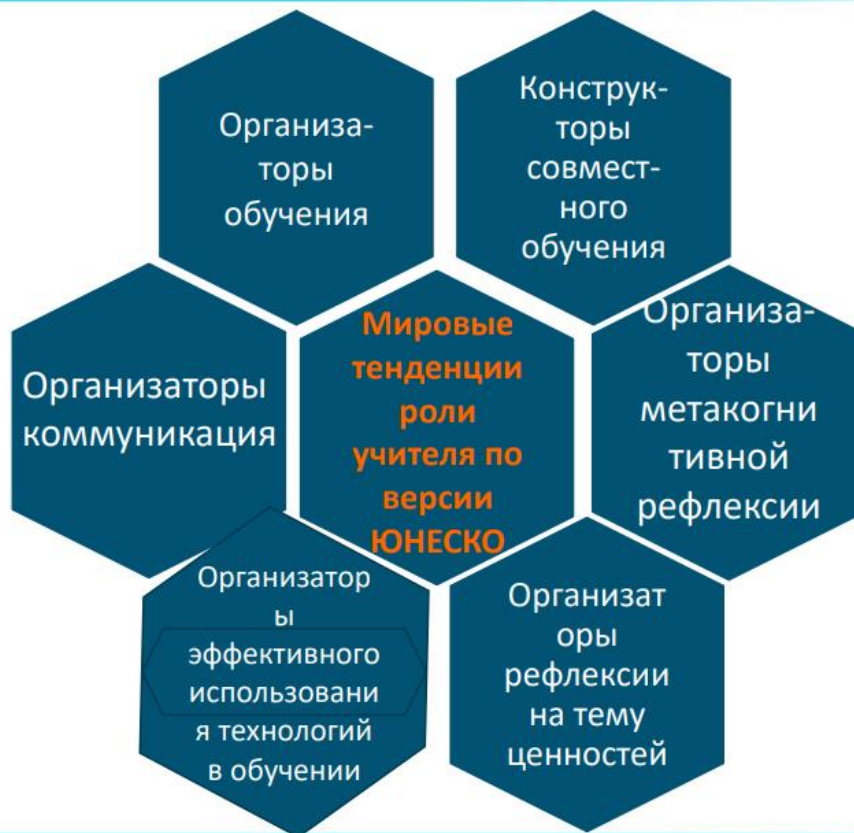 Организа-
торы
обучения
Конструк-
торы
совмест-
ного
обучения
Организаторы
коммуникация
Мировые
тенденции
роли
учителя по
версии
ЮНЕСКО
Организа-
торы
метакогни
тивной
рефлексии
Организатор
ы
эффективного
использовани
я технологий
в обучении
Организат
оры
рефлексии
на тему
ценностей